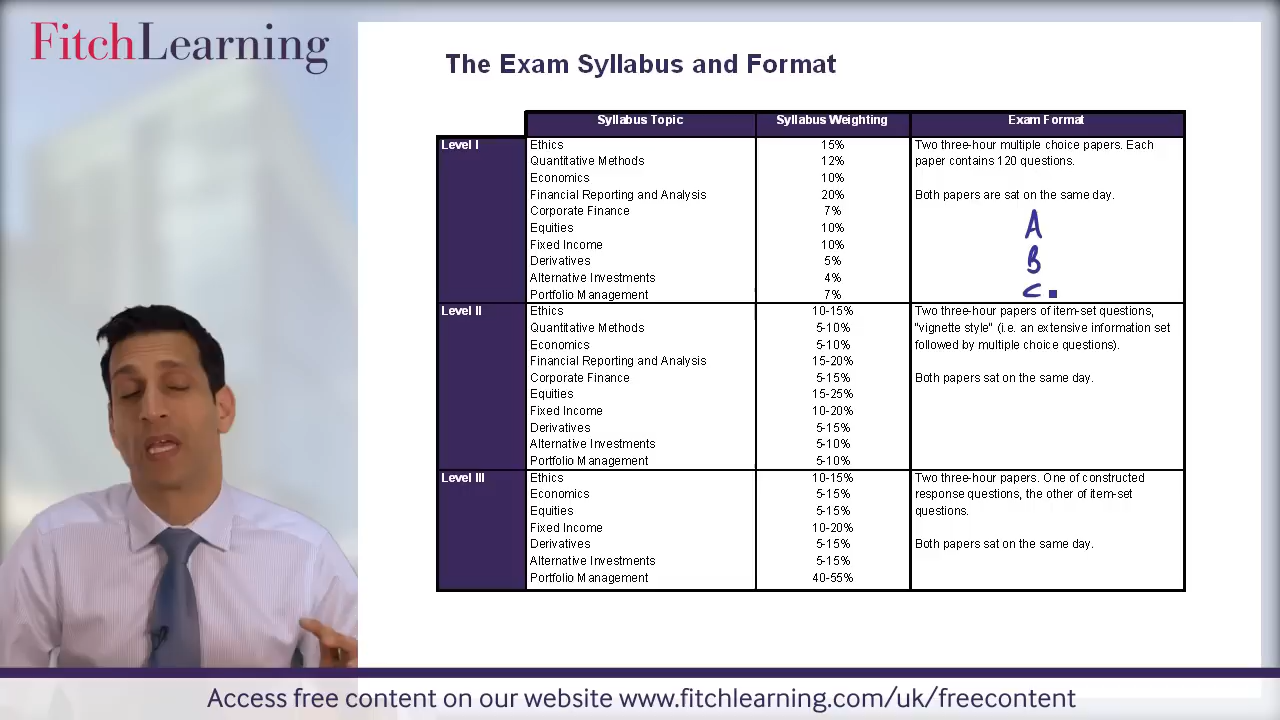 FitchLearning
The Exam Syllabus and Format
Syllabus Topic Syllabus Weighting Exam Format
Level I Ethics 15% Two three-hour multiple choice papers. Each
Quantitative Methods 12% paper contains 120 questions.
Economics 10%
Financial Reporting and Analysis 20% Both papers are sat on the same day.
Corporate Finance 7% A
Equities 10%
Fixed Income 10%
Derivatives 5% B
Alternative Investments 4%
Portfolio Management 7% C
Level II Ethics 10-15% Two three-hour papers of item-set questions,
Quantitative Methods 5-10% "vignette style" (i.e. an extensive information set
Economics 5-10% followed by multiple choice questions).
Financial Reporting and Analysis 15-20%
Corporate Finance 5-15% Both papers sat on the same day.
Equities 15-25%
Fixed Income 10-20%
Derivatives 5-15%
Alternative Investments 5-10%
Portfolio Management 5-10%
Level III Ethics 10-15% Two three-hour papers. One of constructed
Economics 5-15% response questions, the other of item-set
Equities 5-15% questions.
Fixed Income 10-20%
Derivatives 5-15% Both papers sat on the same day.
Alternative Investments 5-15%
Portfolio Management 40-55%
Access free content on our website www.fitchlearning.com/uk/freecontent